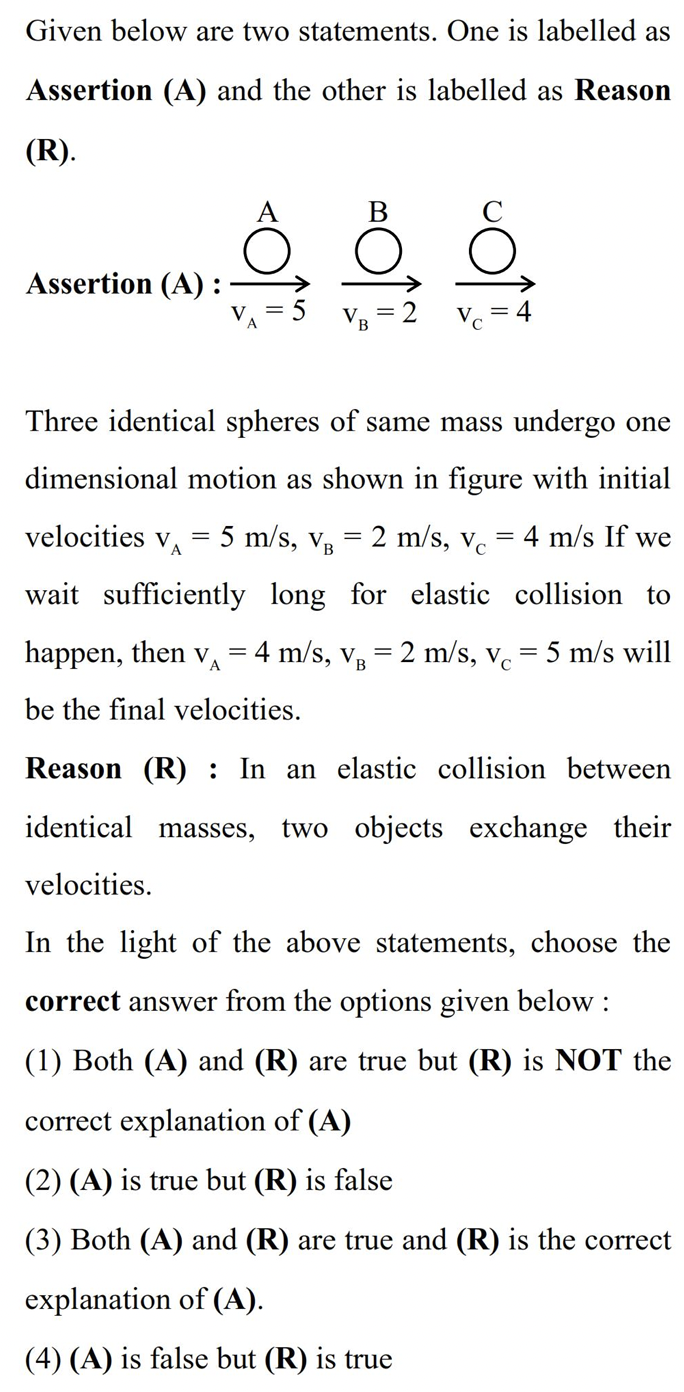 Given below are two statements. One is labelled as
Assertion (A) and the other is labelled as Reason
(R).
A B C
Assertion (A) :
v_A = 5 v_B = 2 v_C = 4
Three identical spheres of same mass undergo one
dimensional motion as shown in figure with initial
velocities v_A = 5 m/s, v_B = 2 m/s, v_C = 4 m/s If we
wait sufficiently long for elastic collision to
happen, then v_A = 4 m/s, v_B = 2 m/s, v_C = 5 m/s will
be the final velocities.
Reason (R) : In an elastic collision between
identical masses, two objects exchange their
velocities.
In the light of the above statements, choose the
correct answer from the options given below :
(1) Both (A) and (R) are true but (R) is NOT the
correct explanation of (A)
(2) (A) is true but (R) is false
(3) Both (A) and (R) are true and (R) is the correct
explanation of (A).
(4) (A) is false but (R) is true